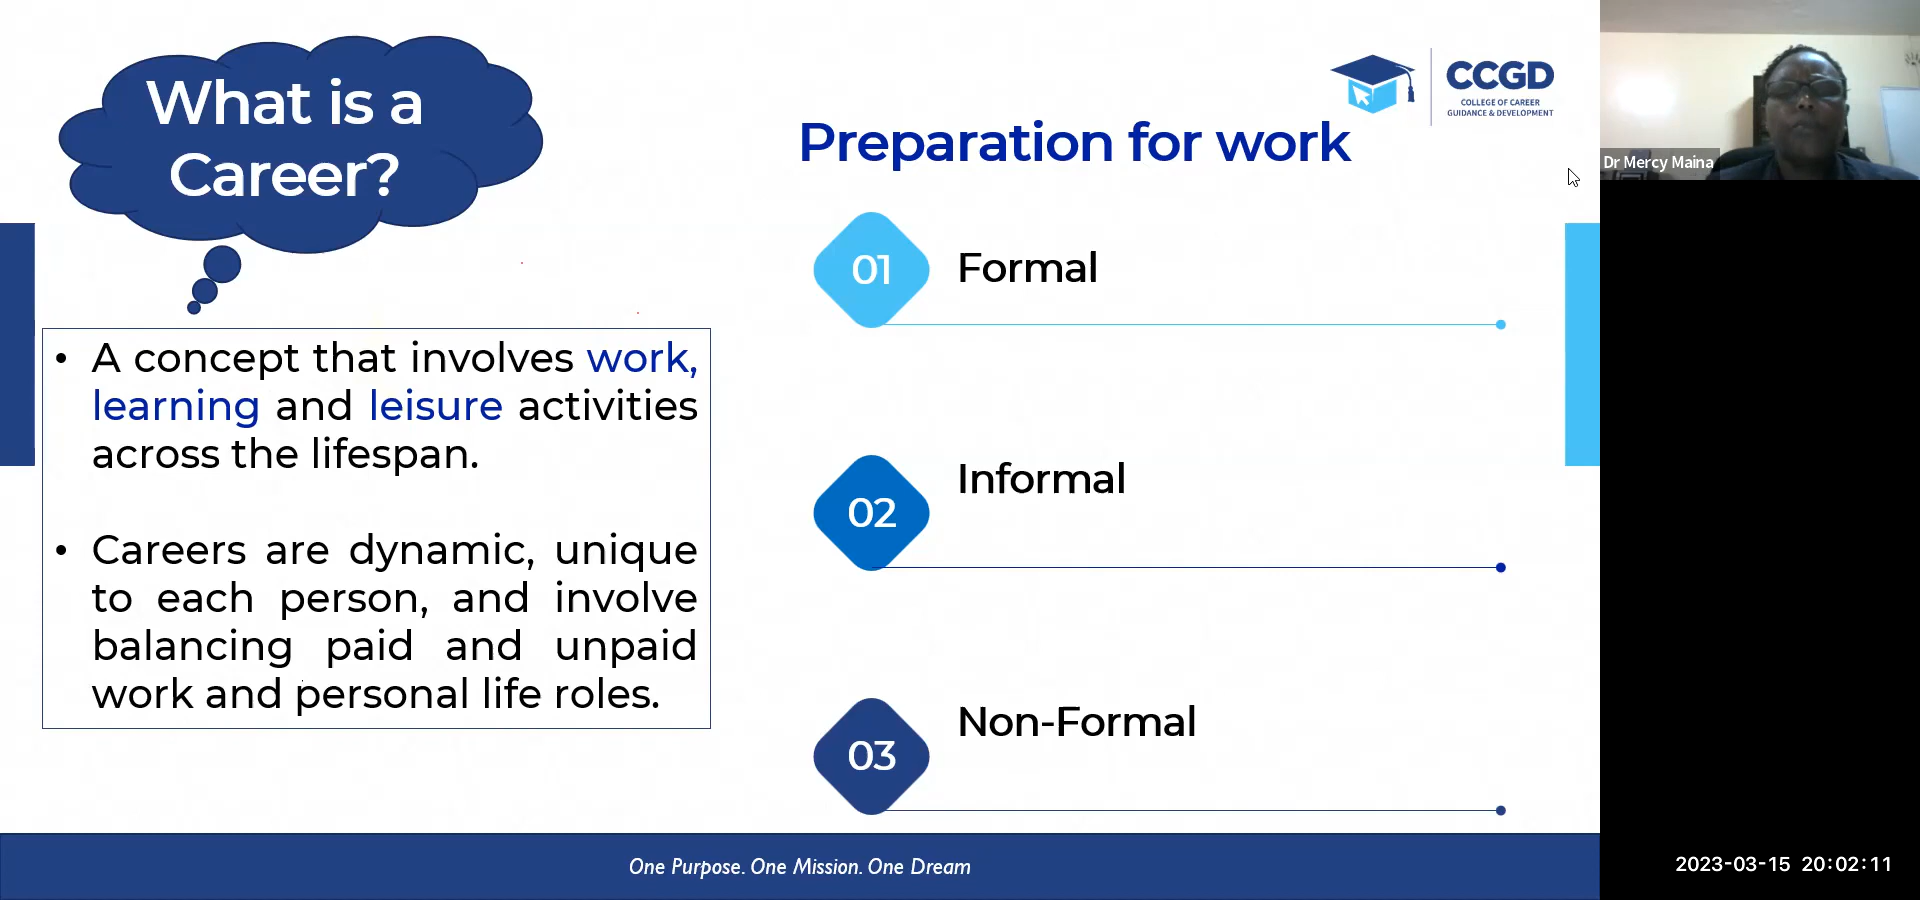 What is a
Career?
• A concept that involves work,
learning and leisure activities
across the lifespan.
• Careers are dynamic, unique
to each person, and involve
balancing paid and unpaid
work and personal life roles.
CCGD
COLLEGE OF CAREER
GUIDANCE & DEVELOPMENT
Preparation for work
01 Formal
02 Informal
03 Non-Formal
One Purpose. One Mission. One Dream
Dr Mercy Maina
2023-03-15 20:02:11